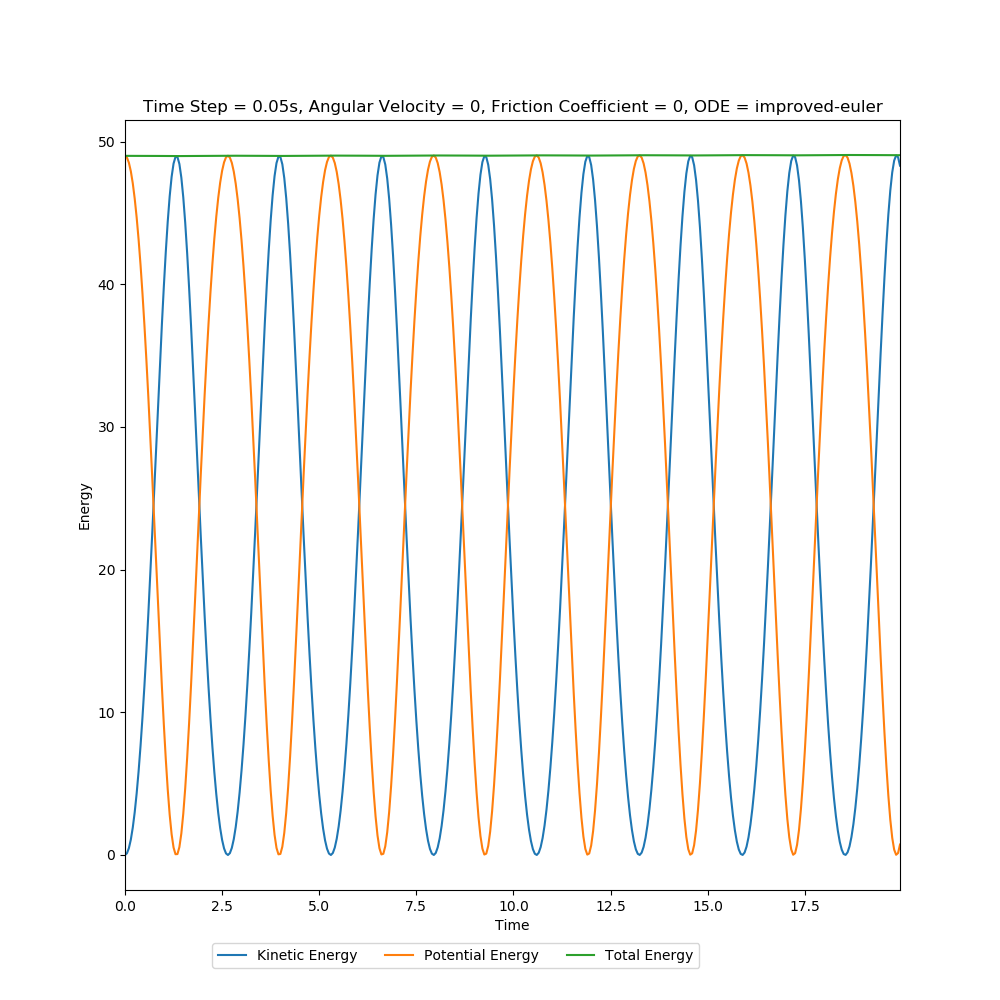 Time Step = 0.05s, Angular Velocity = 0, Friction Coefficient = 0, ODE = improved-euler
50
40
30
20
10
0
Energy
0.0 2.5 5.0 7.5 10.0 12.5 15.0 17.5
Time
Kinetic Energy Potential Energy Total Energy